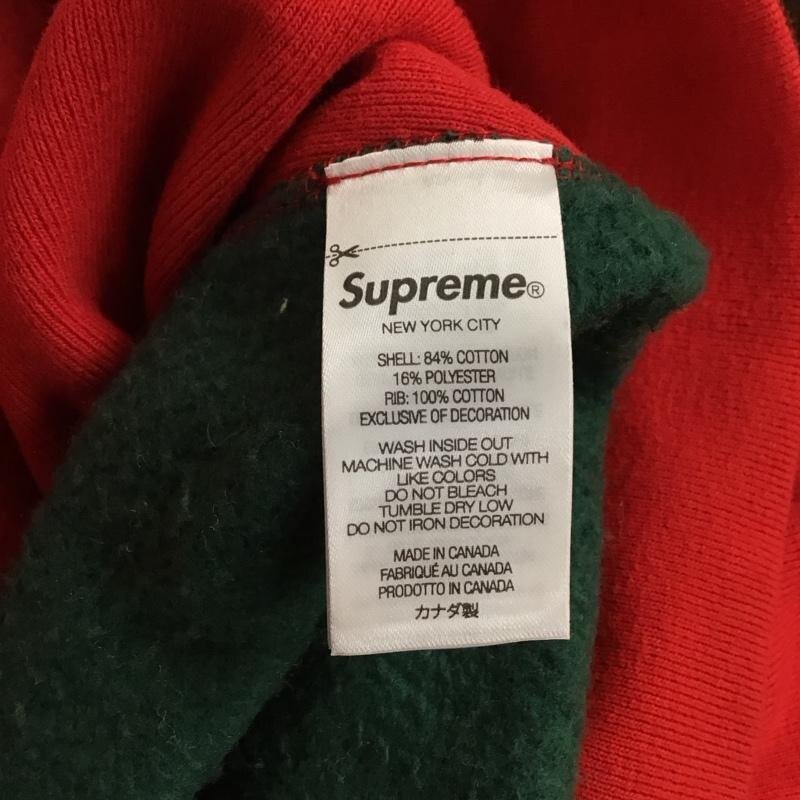 Supreme®
NEW YORK CITY
SHELL: 84% COTTON
16% POLYESTER
RIB: 100% COTTON
EXCLUSIVE OF DECORATION
WASH INSIDE OUT
MACHINE WASH COLD WITH
LIKE COLORS
DO NOT BLEACH
TUMBLE DRY LOW
DO NOT IRON DECORATION
MADE IN CANADA
FABRIQUÉ AU CANADA
PRODOTTO IN CANADA
カナダ製